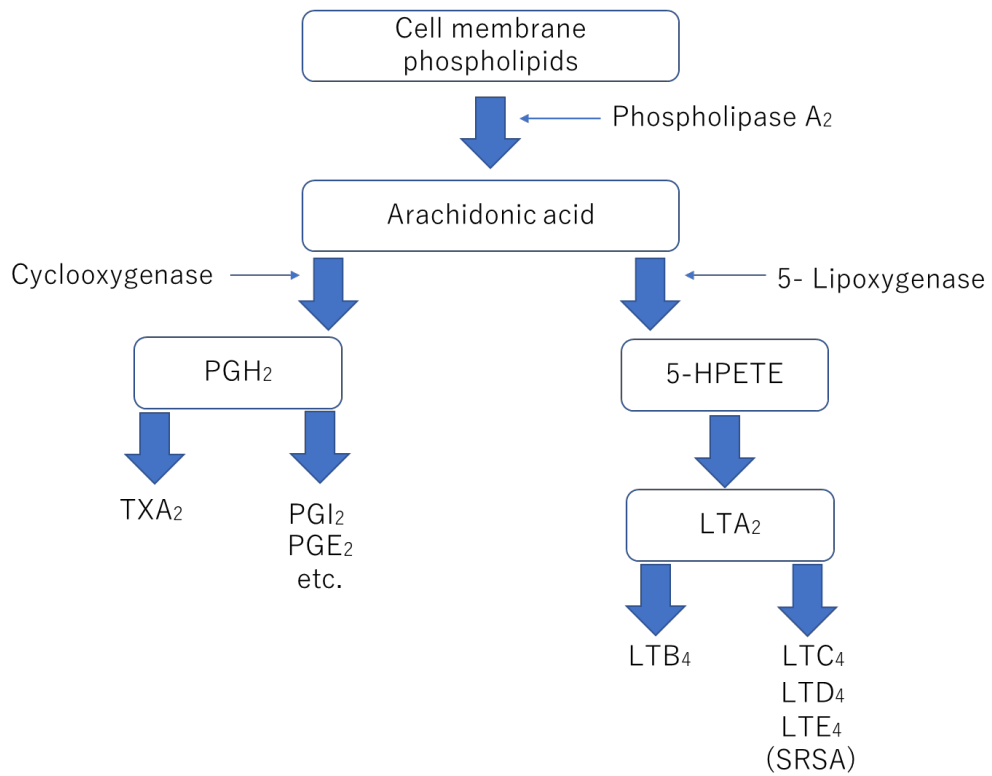 Cell membrane
phospholipids
Phospholipase A₂
Arachidonic acid
Cyclooxygenase
5- Lipoxygenase
PGH₂
5-HPETE
TXA₂
PGI₂
PGE₂
etc.
LTA₂
LTB₄
LTC₄
LTD₄
LTE₄
(SRSA)